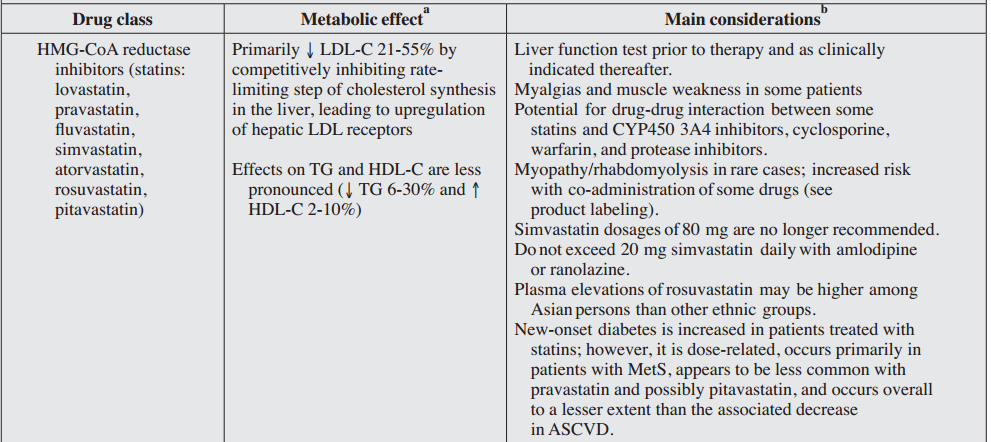 Drug class
Metabolic effect a
Main considerations b
HMG-CoA reductase
inhibitors (statins:
lovastatin,
pravastatin,
fluvastatin,
simvastatin,
atorvastatin,
rosuvastatin,
pitavastatin)
Primarily ↓ LDL-C 21-55% by
competitively inhibiting rate-
limiting step of cholesterol synthesis
in the liver, leading to upregulation
of hepatic LDL receptors
Effects on TG and HDL-C are less
pronounced (↓ TG 6-30% and ↑
HDL-C 2-10%)
Liver function test prior to therapy and as clinically
indicated thereafter.
Myalgias and muscle weakness in some patients
Potential for drug-drug interaction between some
statins and CYP450 3A4 inhibitors, cyclosporine,
warfarin, and protease inhibitors.
Myopathy/rhabdomyolysis in rare cases; increased risk
with co-administration of some drugs (see
product labeling).
Simvastatin dosages of 80 mg are no longer recommended.
Do not exceed 20 mg simvastatin daily with amlodipine
or ranolazine.
Plasma elevations of rosuvastatin may be higher among
Asian persons than other ethnic groups.
New-onset diabetes is increased in patients treated with
statins; however, it is dose-related, occurs primarily in
patients with MetS, appears to be less common with
pravastatin and possibly pitavastatin, and occurs overall
to a lesser extent than the associated decrease
in ASCVD.